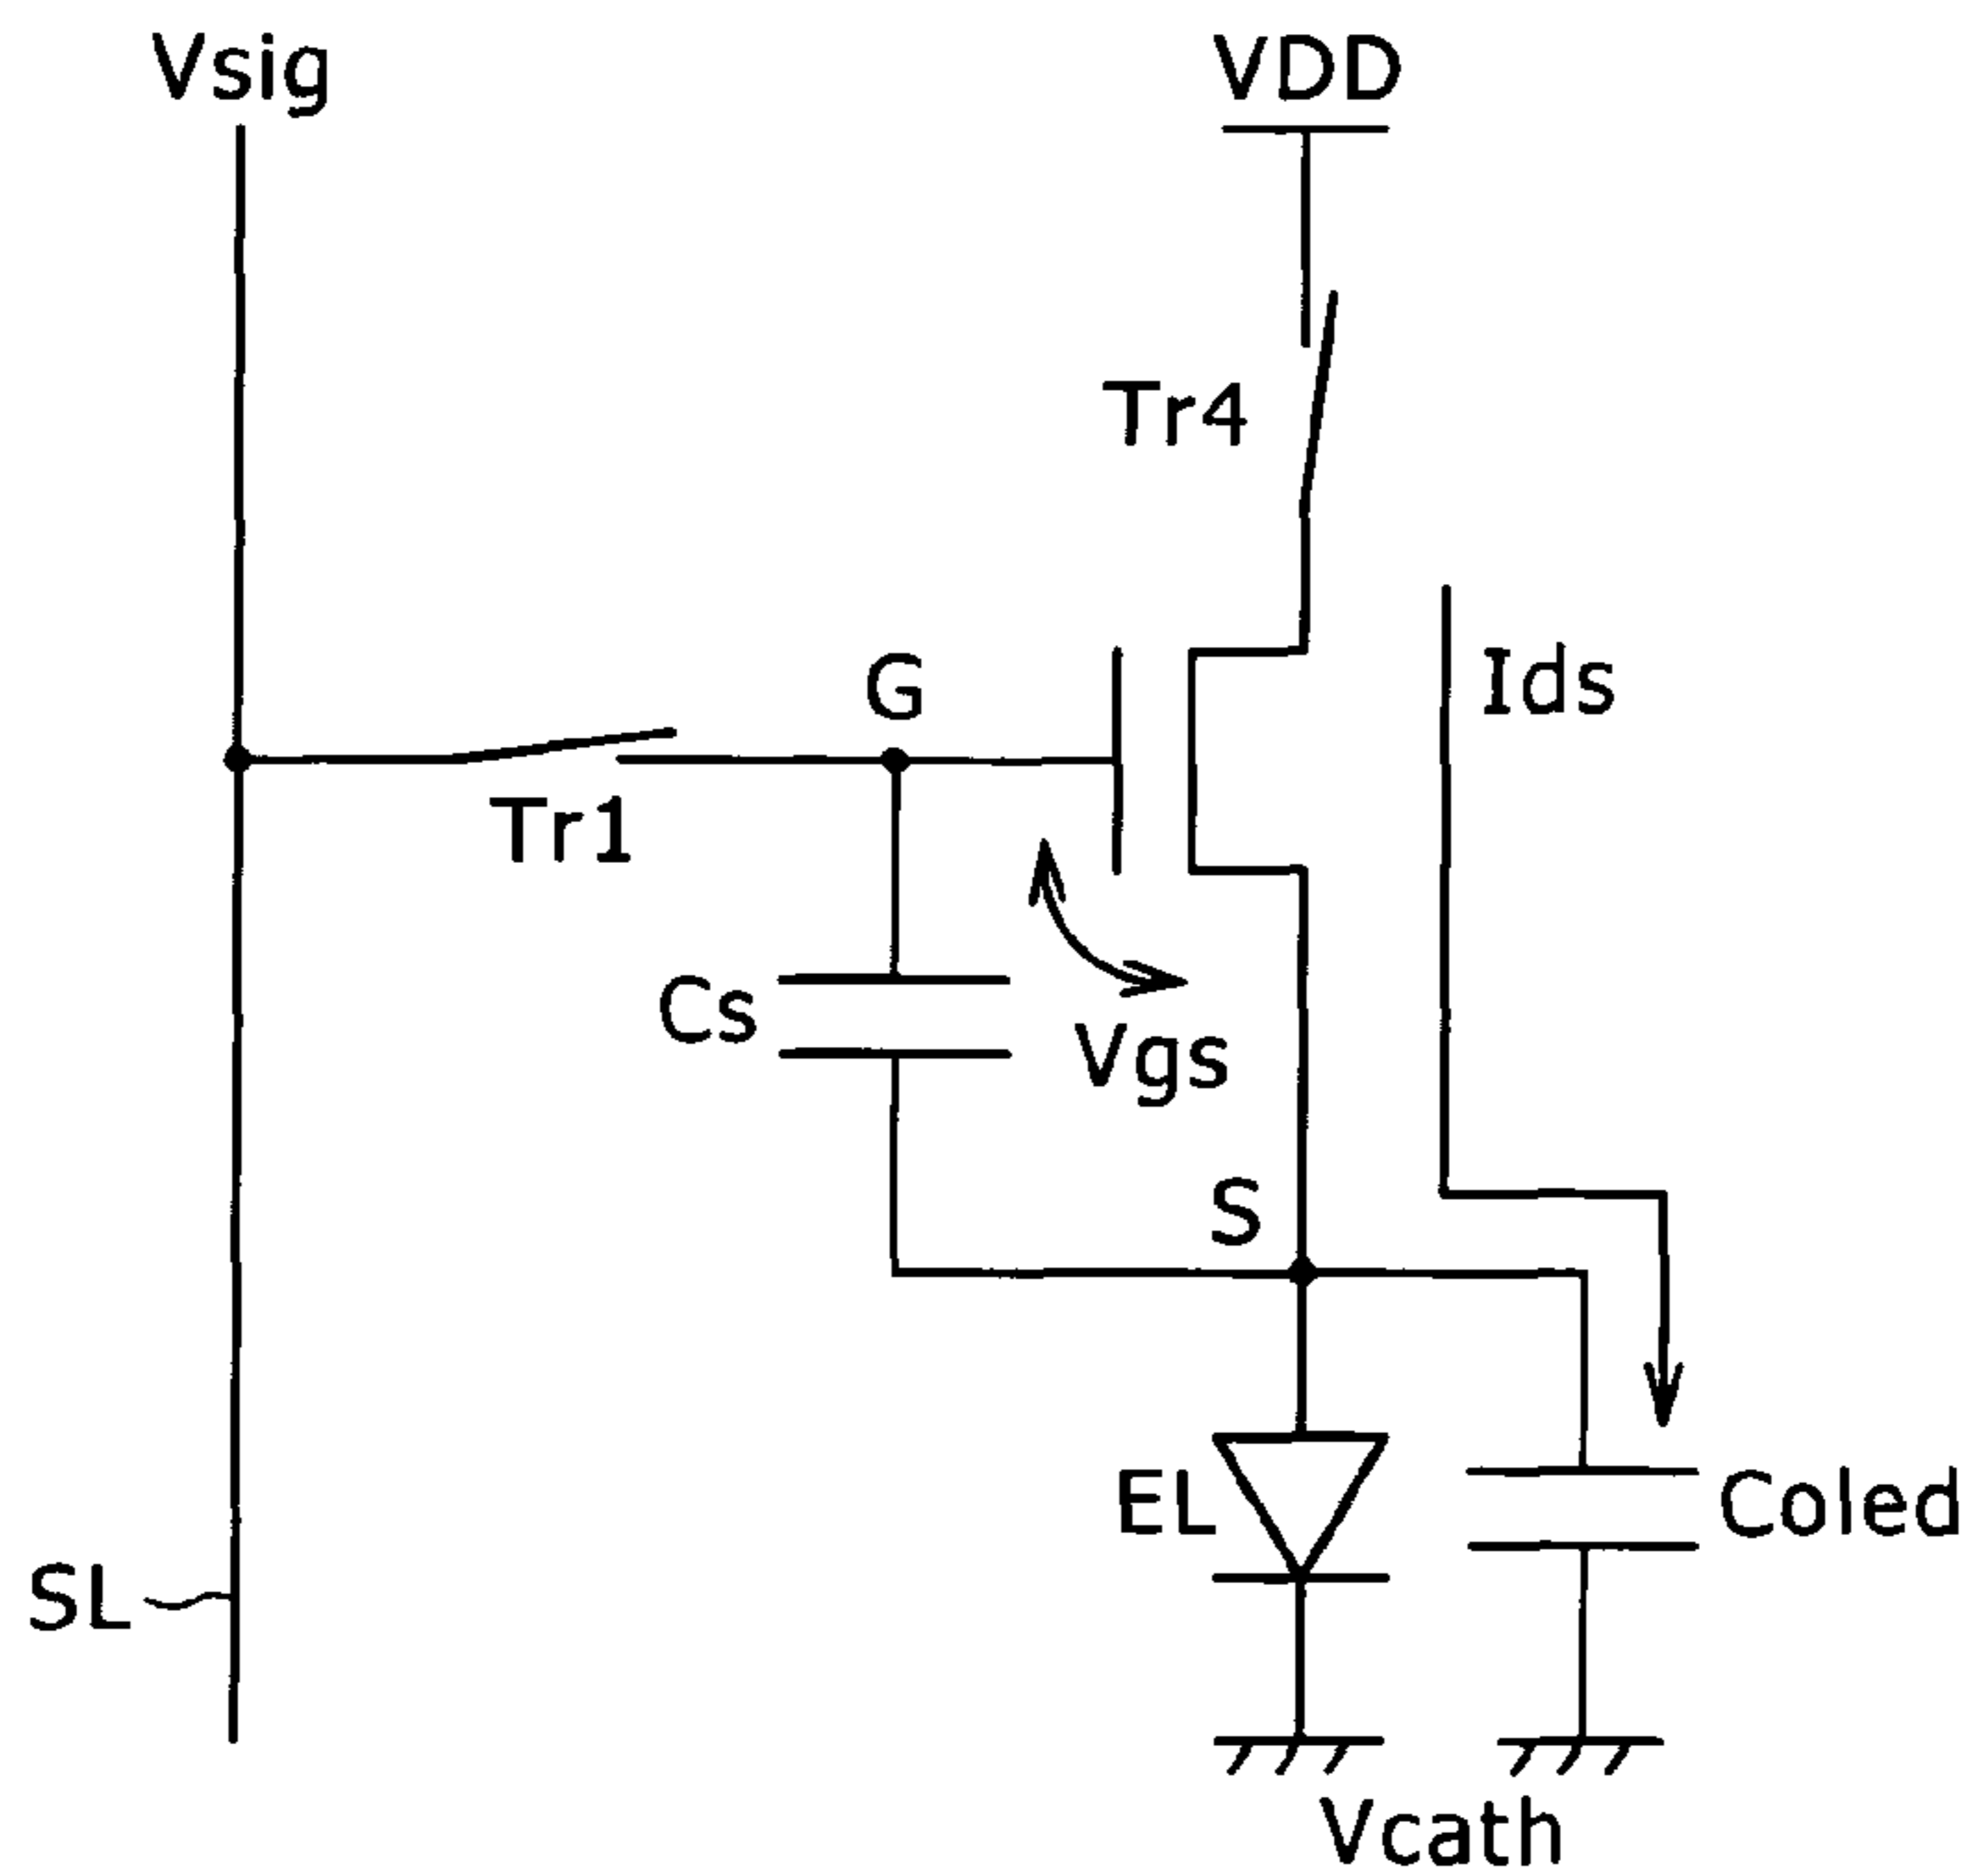 Vsig
VDD
Tr4
G
Ids
Tr1
Cs
Vgs
S
EL
Coled
SL
Vcath